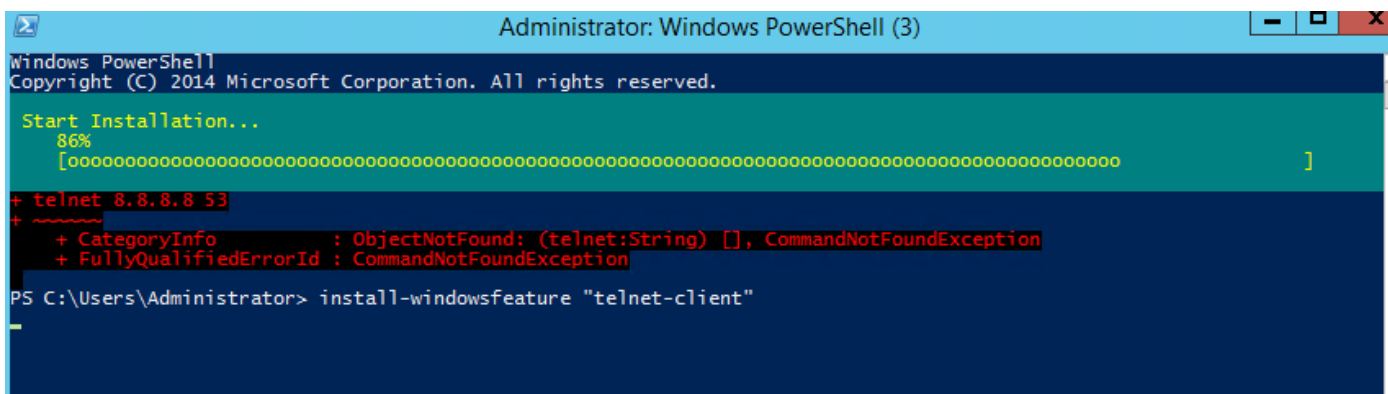 Administrator: Windows PowerShell (3)
Windows PowerShell
Copyright (C) 2014 Microsoft Corporation. All rights reserved.
Start Installation...
86%
[oooooooooooooooooooooooooooooooooooooooooooooooooooooooooooooooooooooooooooooooooooooooooooo ]
+ telnet 8.8.8.8 53
+ ~~~~~~
+ CategoryInfo : ObjectNotFound: (telnet:String) [], CommandNotFoundException
+ FullyQualifiedErrorId : CommandNotFoundException
PS C:\Users\Administrator> install-windowsfeature "telnet-client"